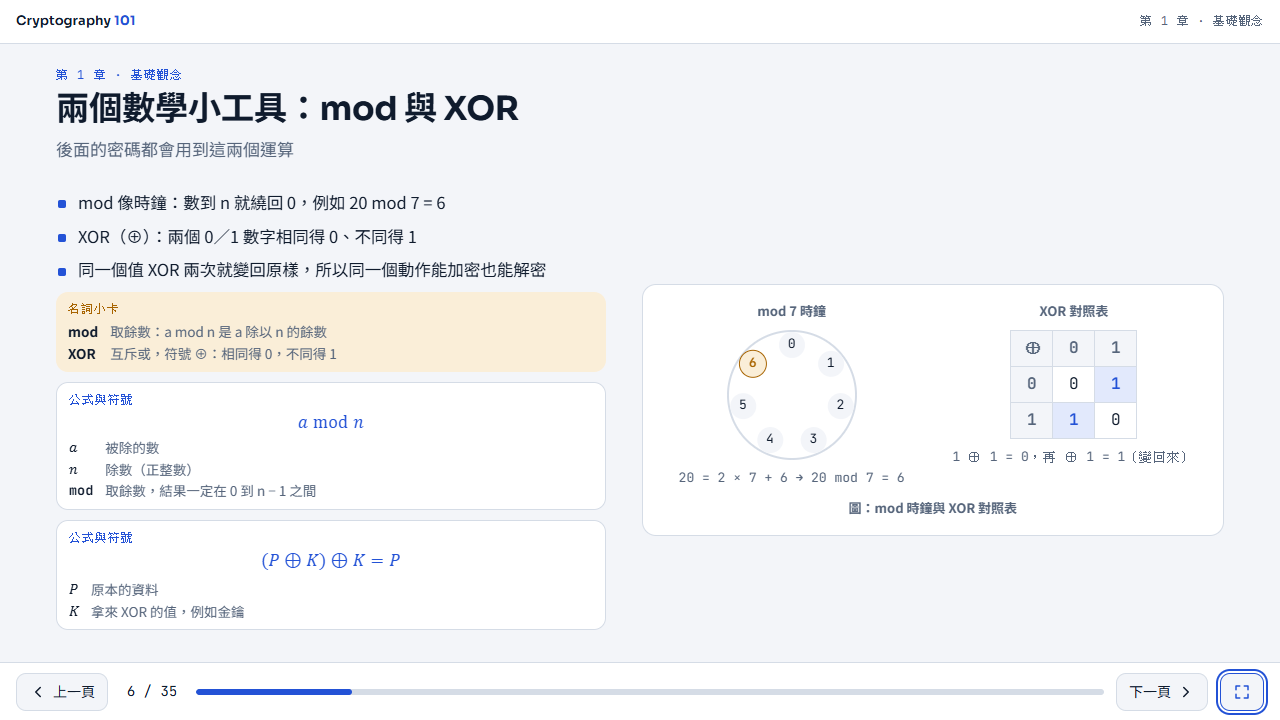 Cryptography 101
第 1 章 · 基礎觀念
第 1 章 · 基礎觀念
兩個數學小工具：mod 與 XOR
後面的密碼都會用到這兩個運算
mod 像時鐘：數到 n 就繞回 0，例如 20 mod 7 = 6
XOR（⊕）：兩個 0／1 數字相同得 0、不同得 1
同一個值 XOR 兩次就變回原樣，所以同一個動作能加密也能解密
名詞小卡
mod 取餘數：a mod n 是 a 除以 n 的餘數
XOR 互斥或，符號 ⊕：相同得 0，不同得 1
公式與符號
a mod n
a 被除的數
n 除數（正整數）
mod 取餘數，結果一定在 0 到 n − 1 之間
公式與符號
(P ⊕ K) ⊕ K = P
P 原本的資料
K 拿來 XOR 的值，例如金鑰
mod 7 時鐘
0
1
2
3
4
5
6
20 = 2 × 7 + 6 → 20 mod 7 = 6
XOR 對照表
⊕ 0 1
0 0 1
1 1 0
1 ⊕ 1 = 0，再 ⊕ 1 = 1（變回來）
圖：mod 時鐘與 XOR 對照表
上一頁
6 / 35
下一頁